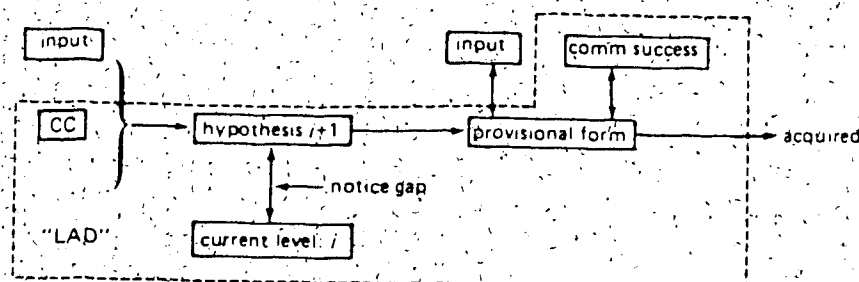 input
input
comm success
CC
hypothesis i+1
provisional form
acquired
notice gap
"LAD"
current level: i